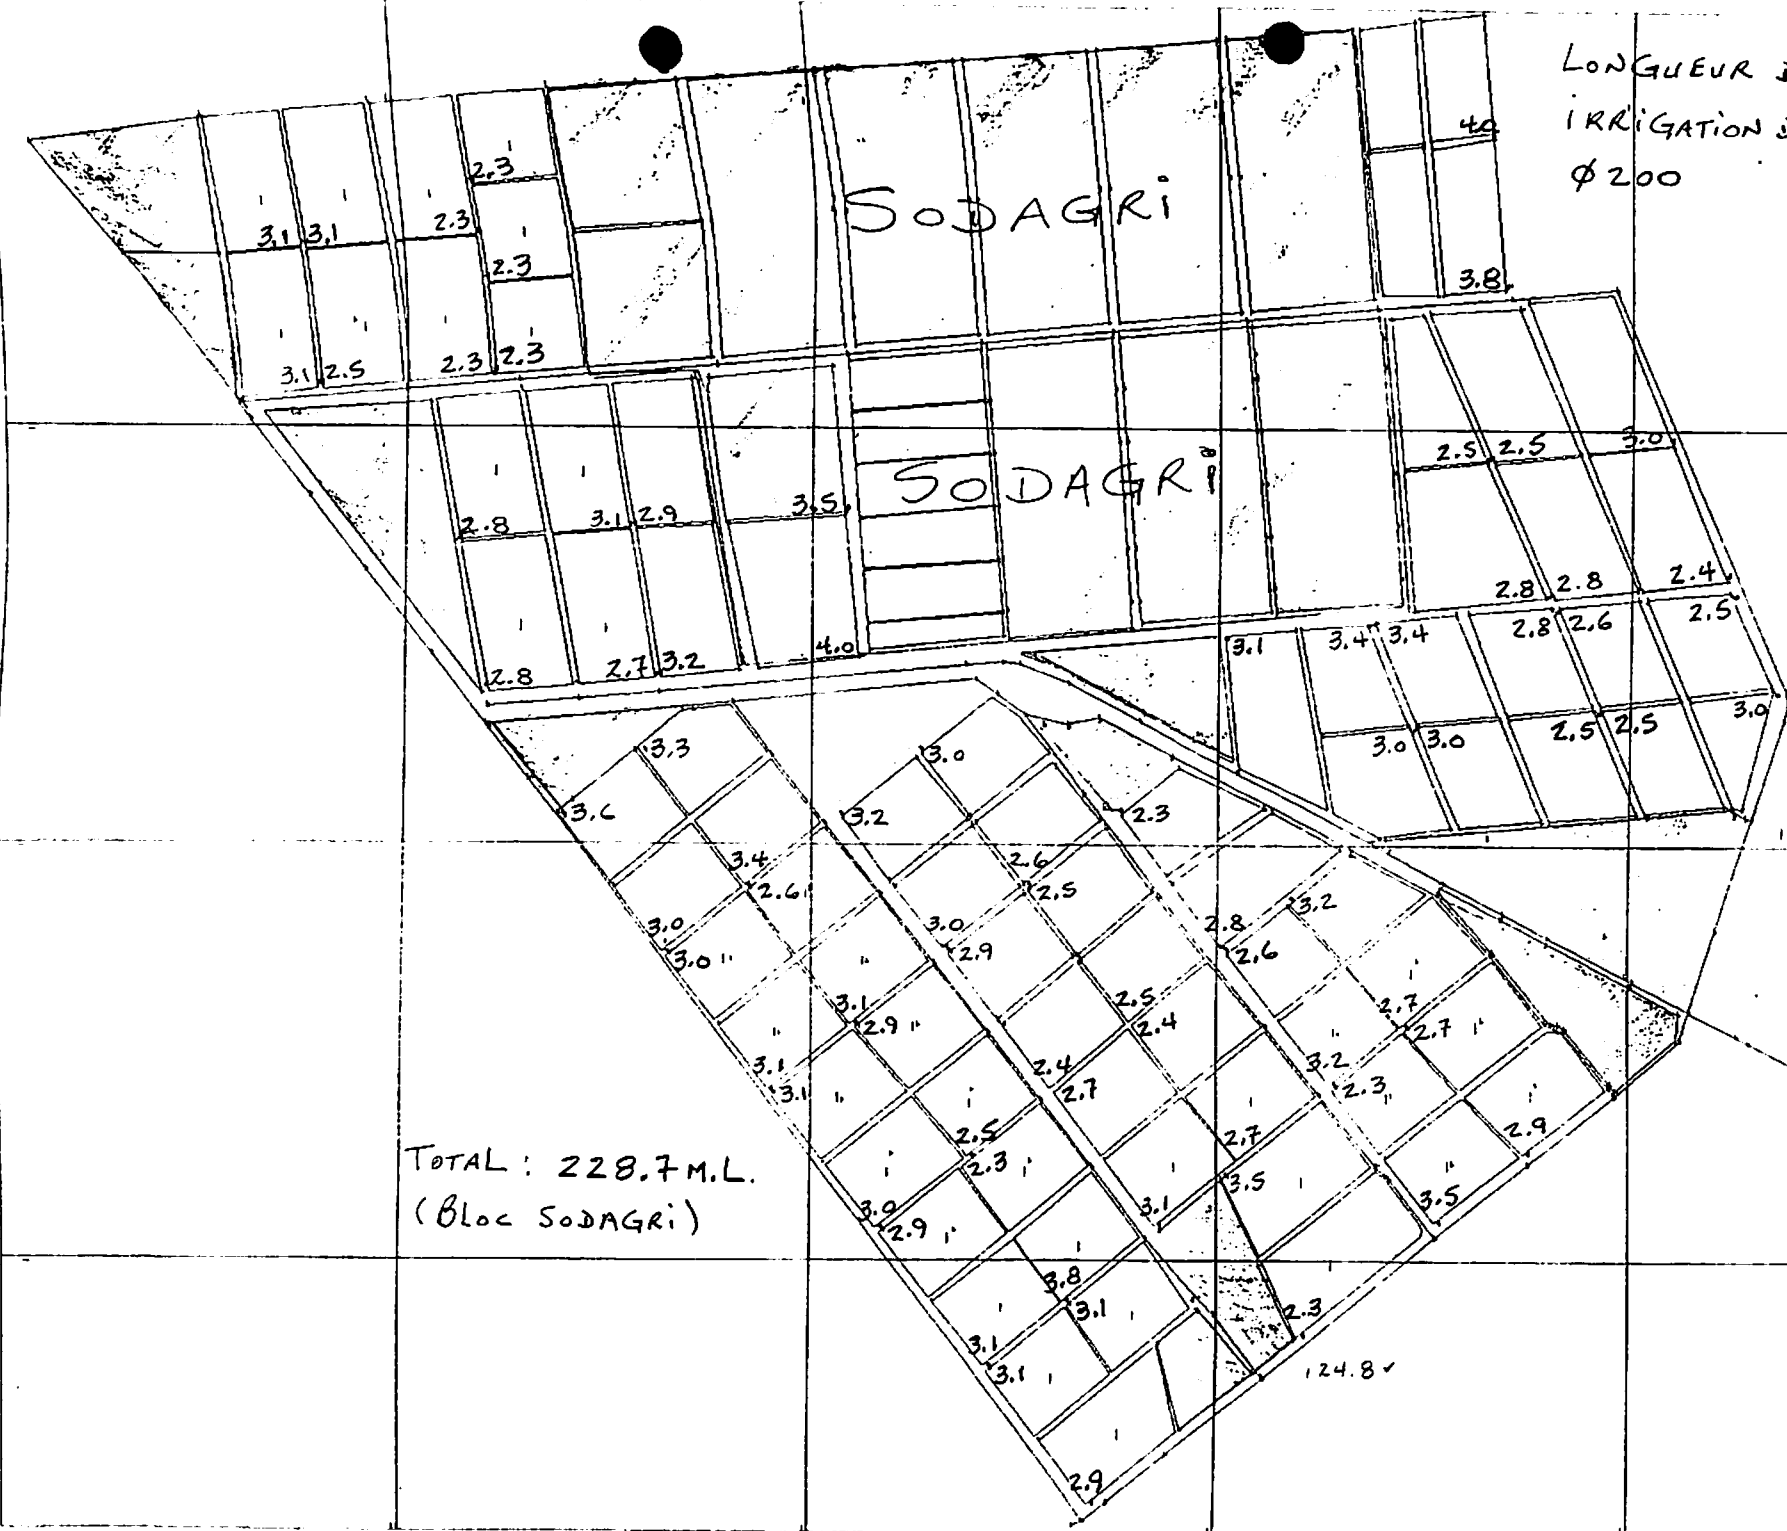 LONGUEUR
IRRIGATION
Ø 200
4.0
2.3
SODAGRI
3.1 3.1 2.3
2.3
3.8
3.1 2.5 2.3 2.3
2.5 2.5 3.0
SODAGRI
2.8 3.1 2.9 3.5
2.8 2.8 2.4
2.8 2.6 2.5
3.1 3.4 3.4
4.0
2.8 2.7 3.2
3.0 3.0 2.5 2.5 3.0
3.3 3.0
3.6 3.2 2.3
3.4 2.6
2.6 2.5
3.0 3.0 2.8 3.2
3.0 2.9 2.6
3.1 2.5 2.7
2.9 2.4 2.7
3.1 2.4 3.2
3.1 2.7 2.3
2.5 2.7 2.9
TOTAL : 228.7 M.L.
2.3 3.5 3.5
(BLOC SODAGRI)
3.0 3.1
2.9
3.8
3.1 2.3
3.1
3.1 124.8 ✓
2.9